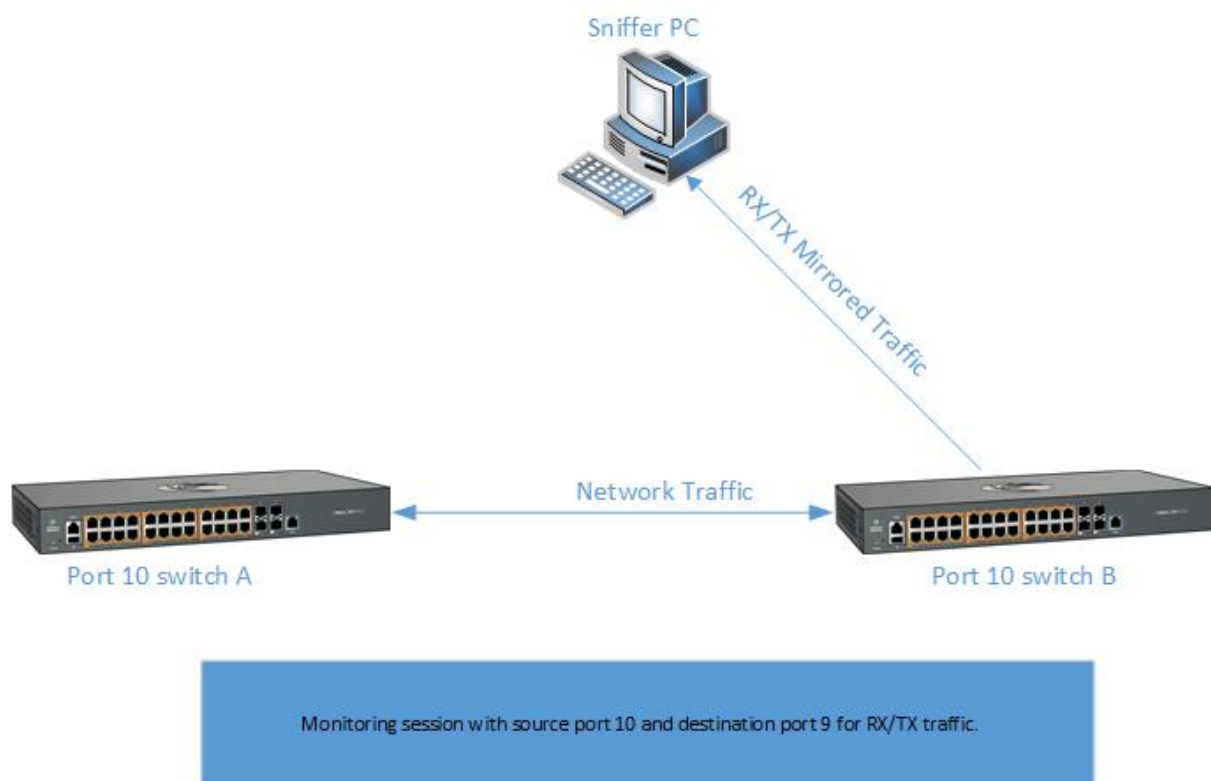 Sniffer PC
RX/TX Mirrored Traffic
Network Traffic
Port 10 switch A
Port 10 switch B
Monitoring session with source port 10 and destination port 9 for RX/TX traffic.